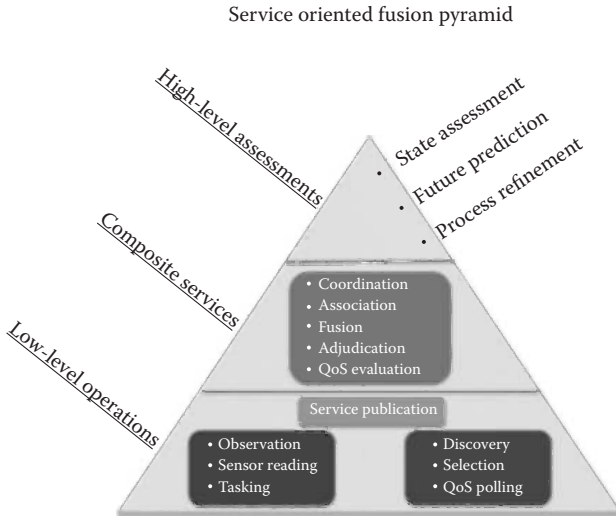 Service oriented fusion pyramid
High-level assessments
• State assessment
• Future prediction
• Process refinement
Composite services
• Coordination
• Association
• Fusion
• Adjudication
• QoS evaluation
Low-level operations
Service publication
• Observation
• Sensor reading
• Tasking
• Discovery
• Selection
• QoS polling